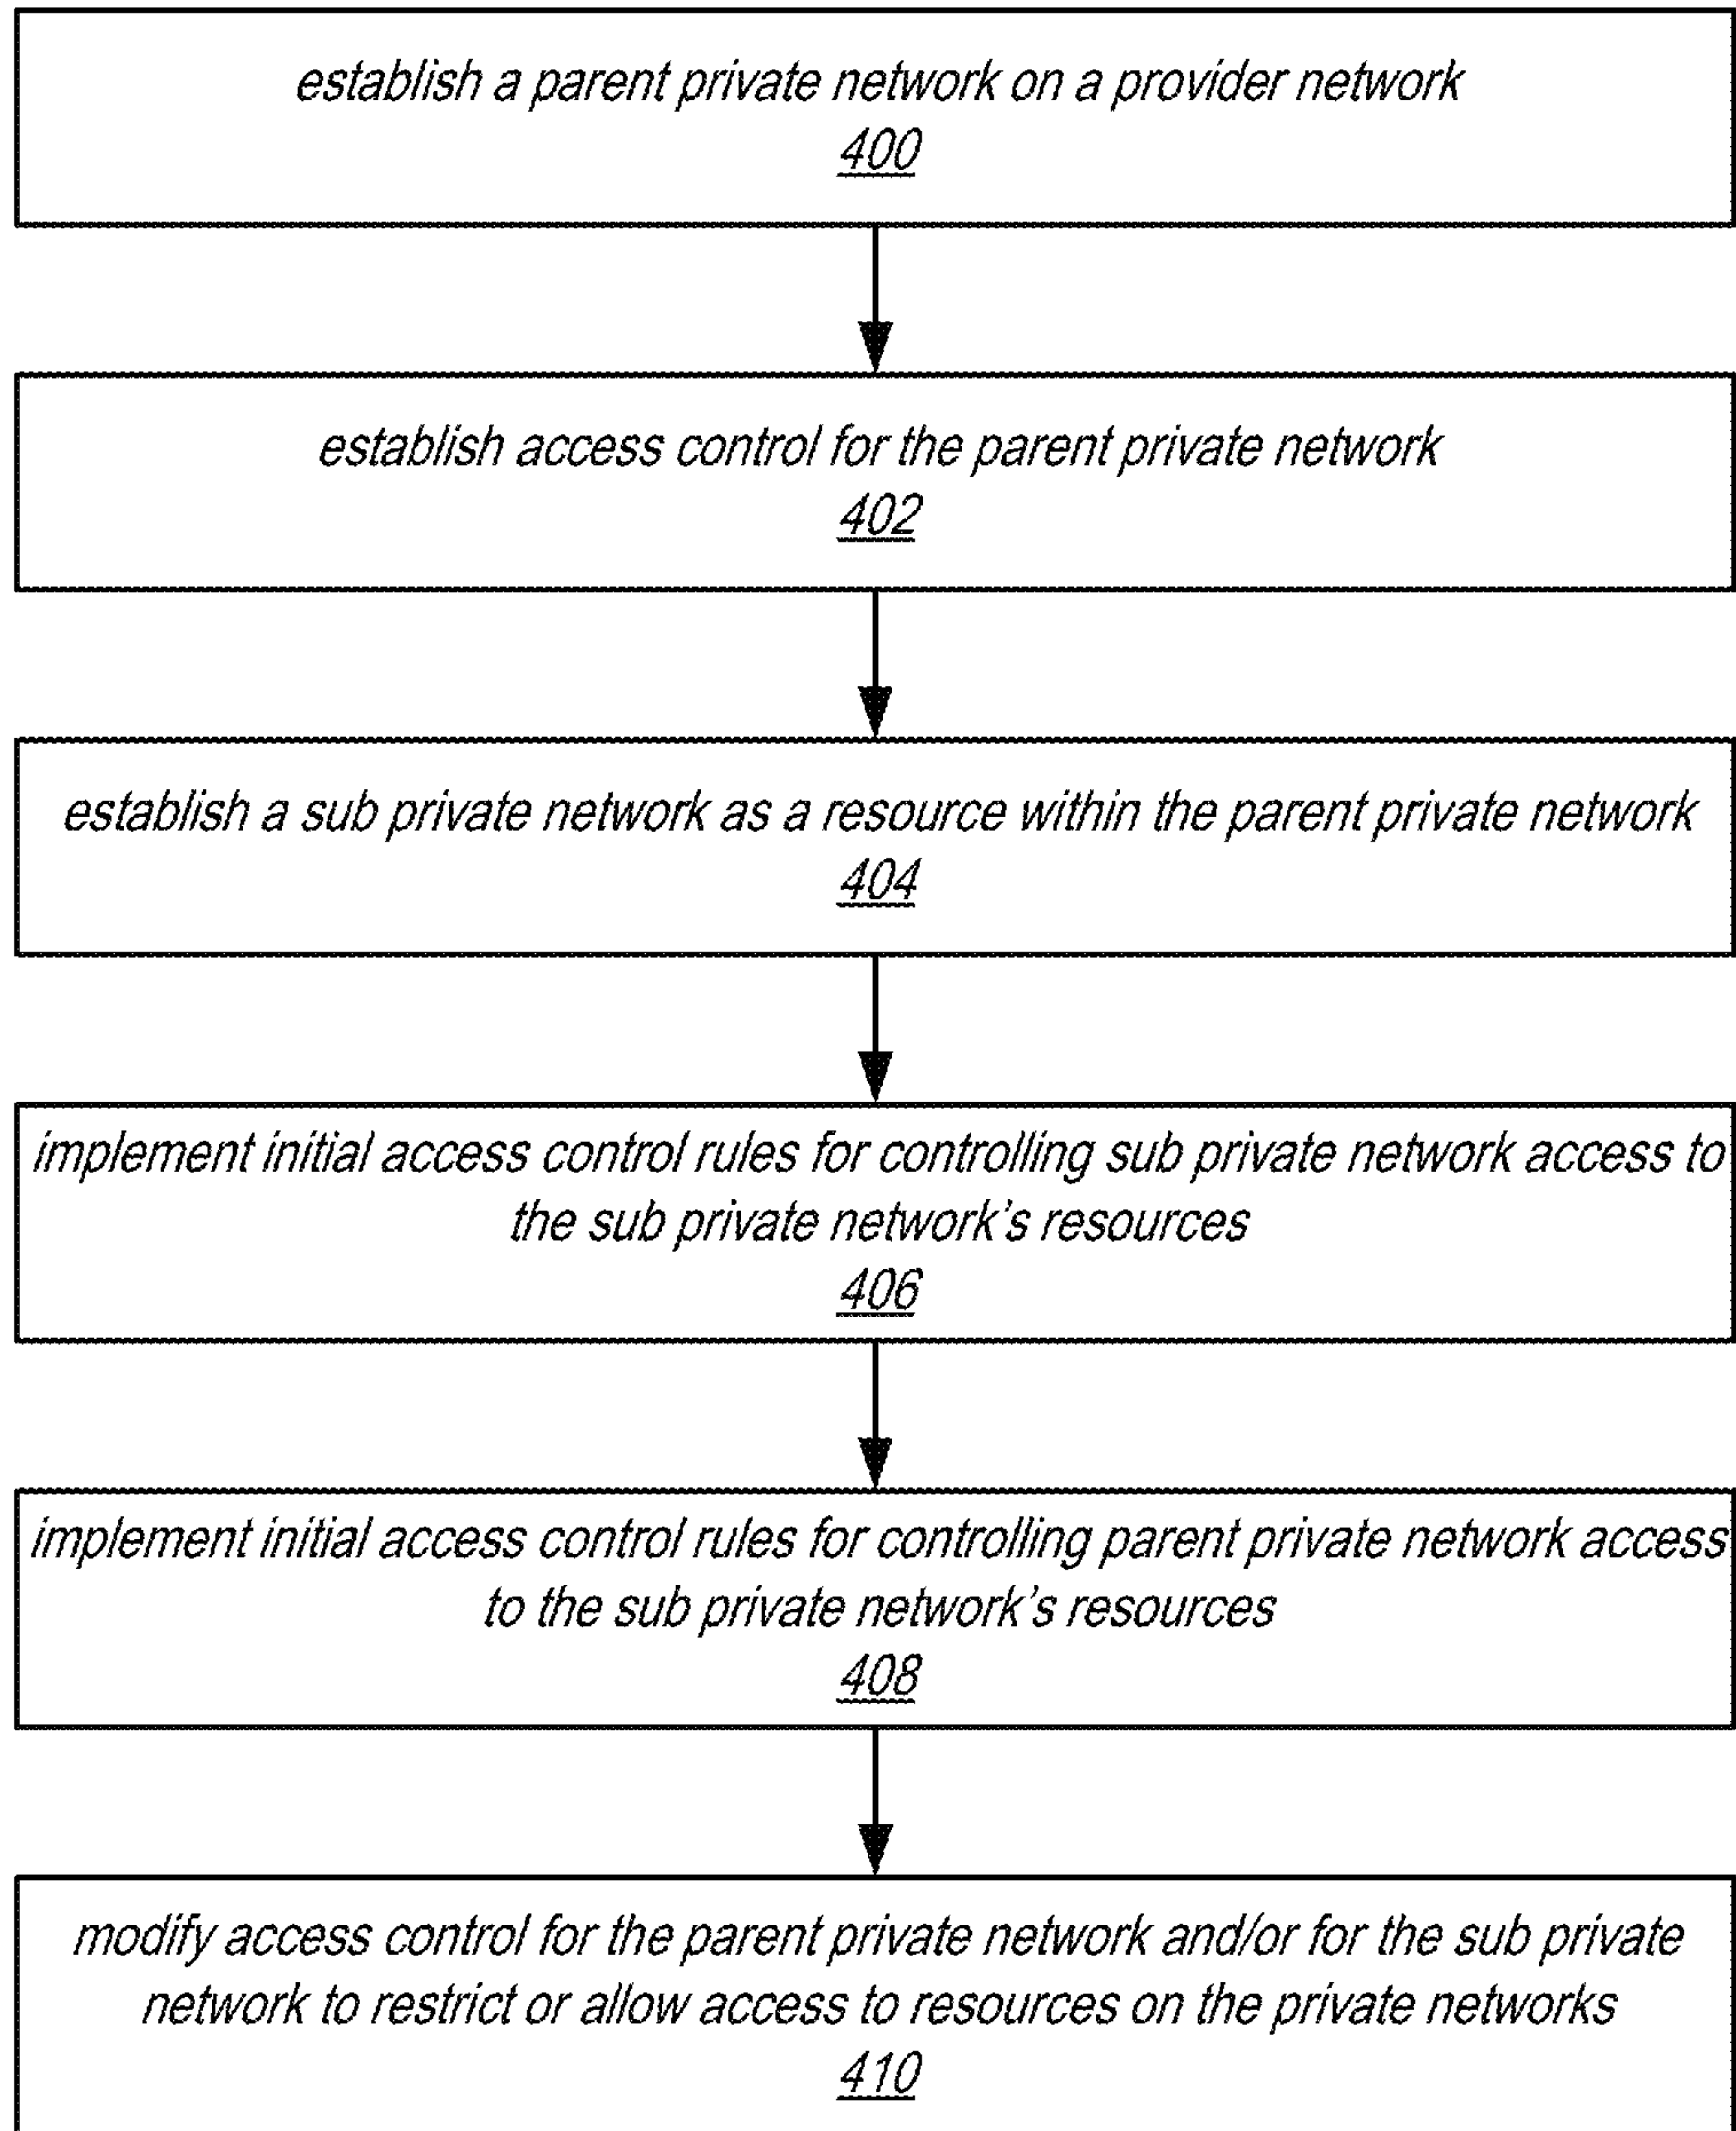 establish a parent private network on a provider network
400
establish access control for the parent private network
402
establish a sub private network as a resource within the parent private network
404
implement initial access control rules for controlling sub private network access to
the sub private network's resources
406
implement initial access control rules for controlling parent private network access
to the sub private network's resources
408
modify access control for the parent private network and/or for the sub private
network to restrict or allow access to resources on the private networks
410